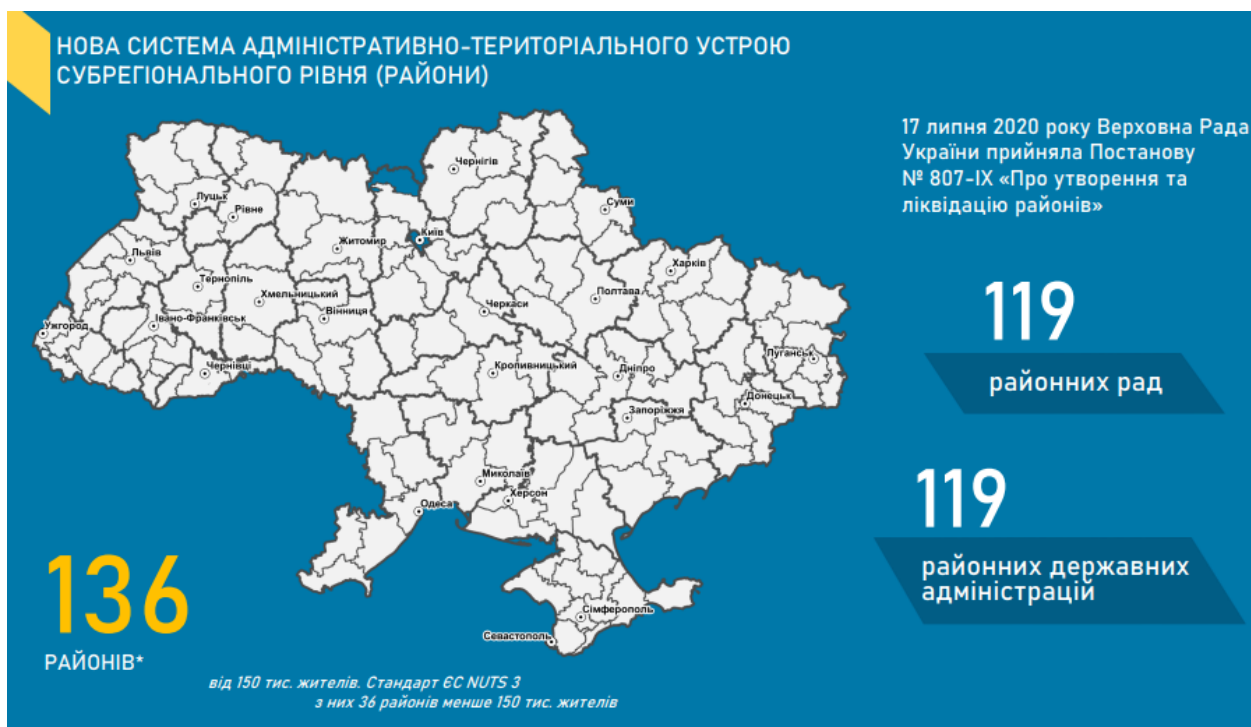 НОВА СИСТЕМА АДМІНІСТРАТИВНО-ТЕРИТОРІАЛЬНОГО УСТРОЮ
СУБРЕГІОНАЛЬНОГО РІВНЯ (РАЙОНИ)
17 липня 2020 року Верховна Рада
України прийняла Постанову
№ 807-IX «Про утворення та
ліквідацію районів»
Чернігів
Луцьк
Рівне
Суми
Київ
Житомир
Львів
Харків
Тернопіль
Хмельницький
Полтава
Черкаси
Вінниця
Ужгород
Івано-Франківськ
Луганськ
Чернівці
Кропивницький
Дніпро
Донецьк
Запоріжжя
Миколаїв
Херсон
Одеса
Сімферополь
Севастополь
119
районних рад
119
районних державних
адміністрацій
136
РАЙОНІВ*
від 150 тис. жителів. Стандарт ЄС NUTS 3
з них 36 районів менше 150 тис. жителів